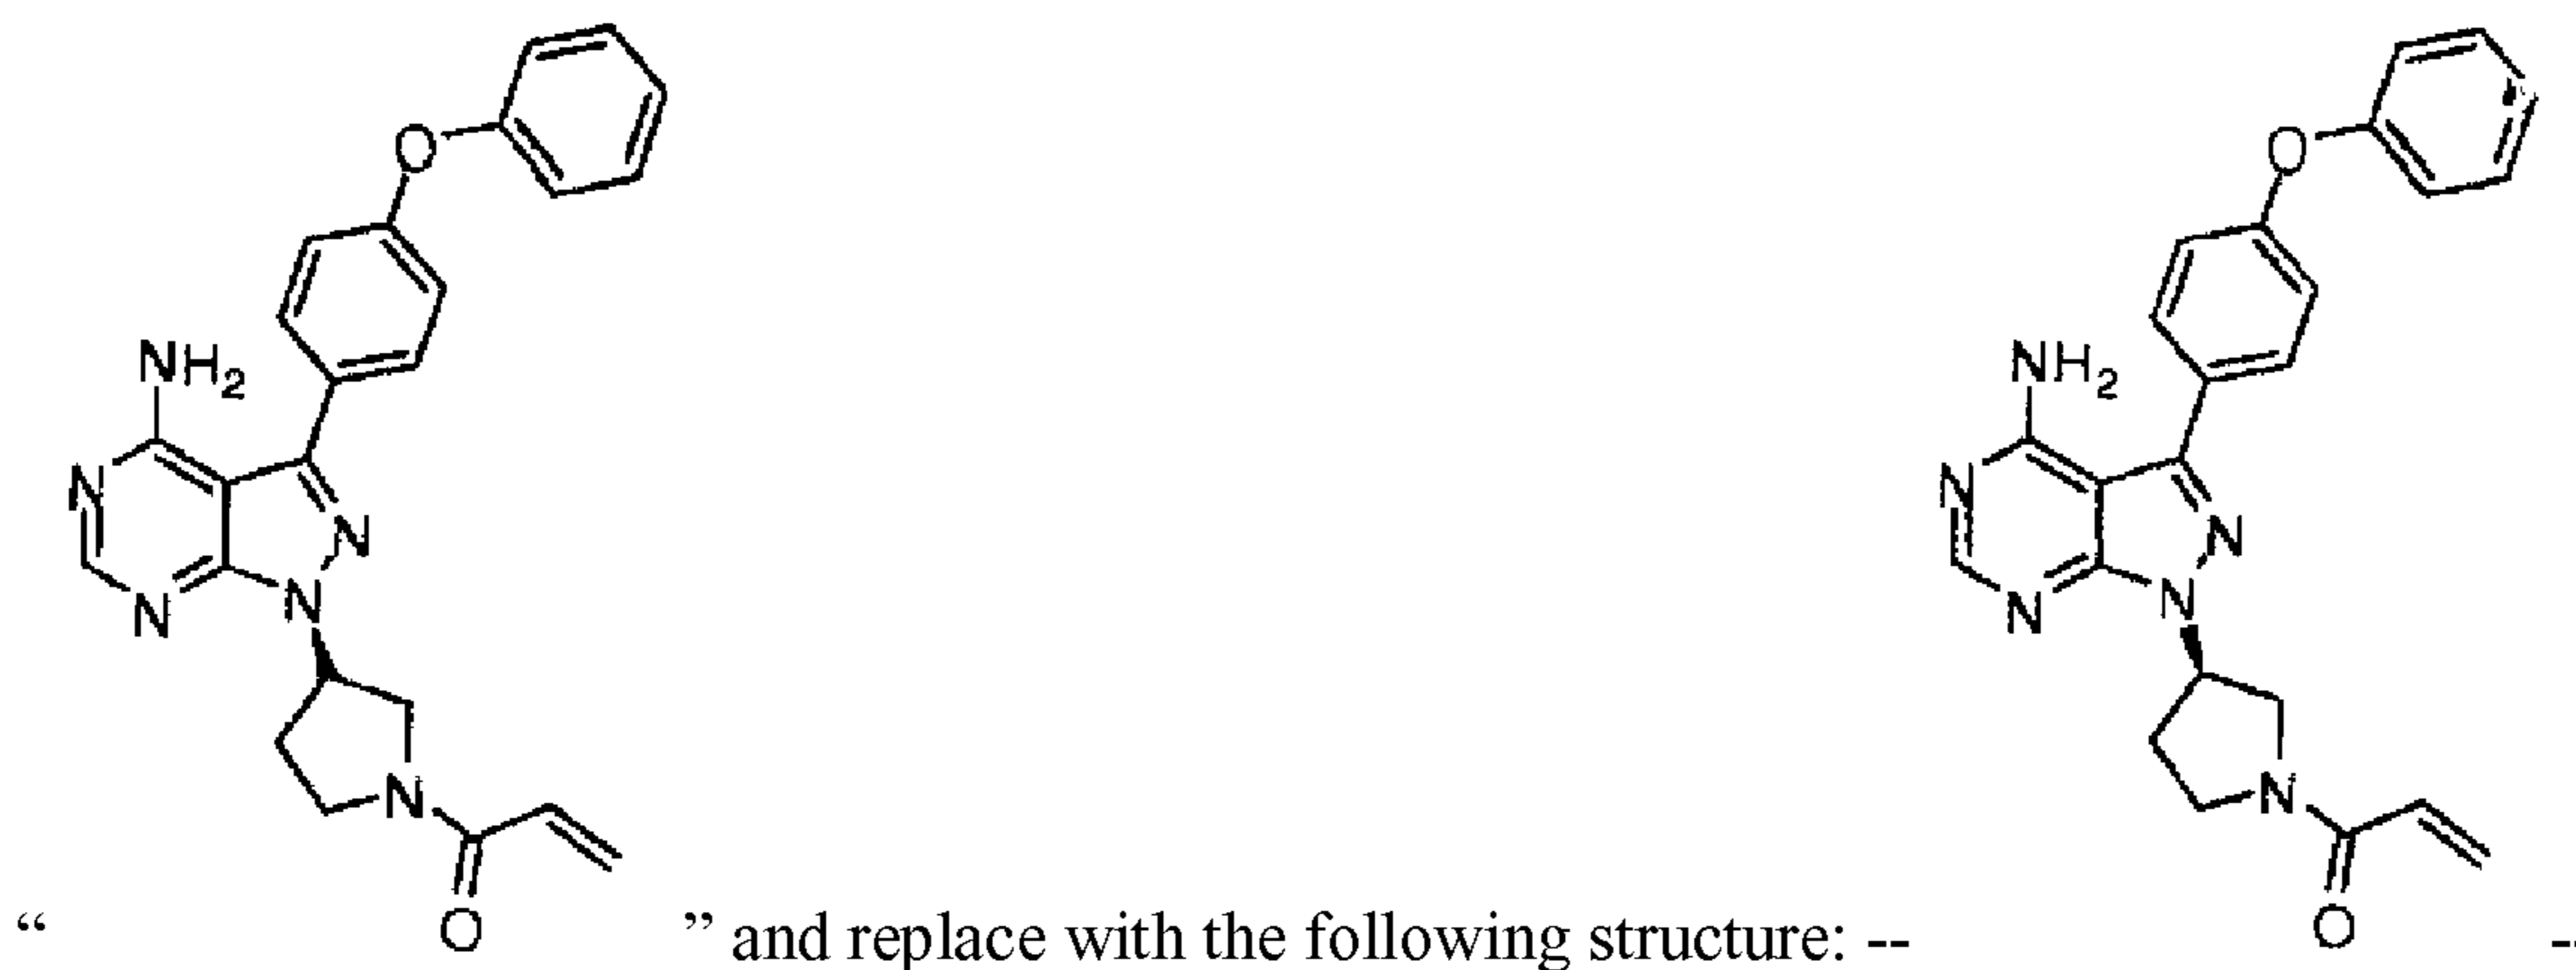 O
O
NH2
NH2
N
N
N
N
N
N
N
N
N
N
“
O
” and replace with the following structure: --
O
--